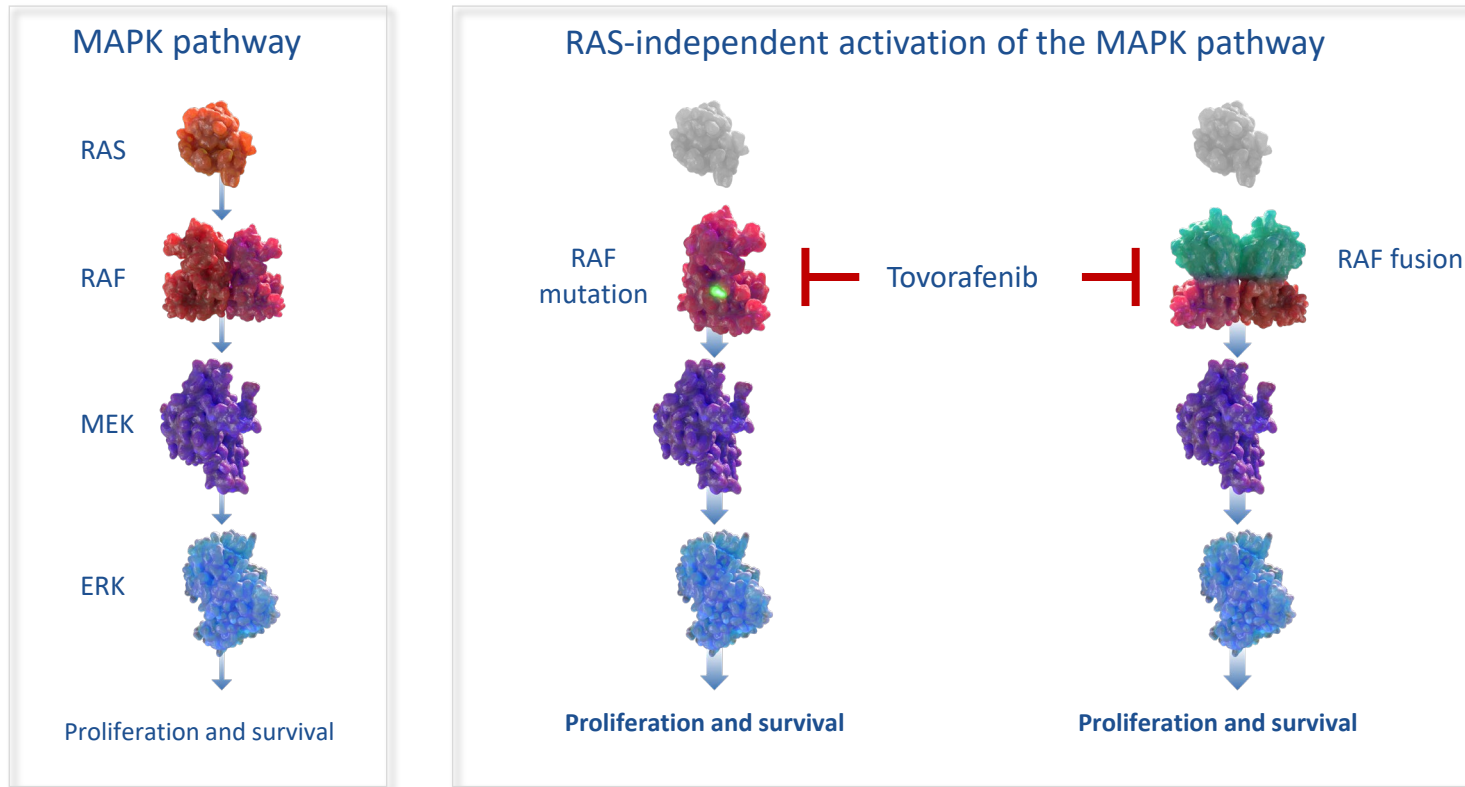 MAPK pathway
RAS
RAF
MEK
ERK
Proliferation and survival
RAS-independent activation of the MAPK pathway
RAF
mutation
Tovorafenib
RAF fusion
Proliferation and survival
Proliferation and survival